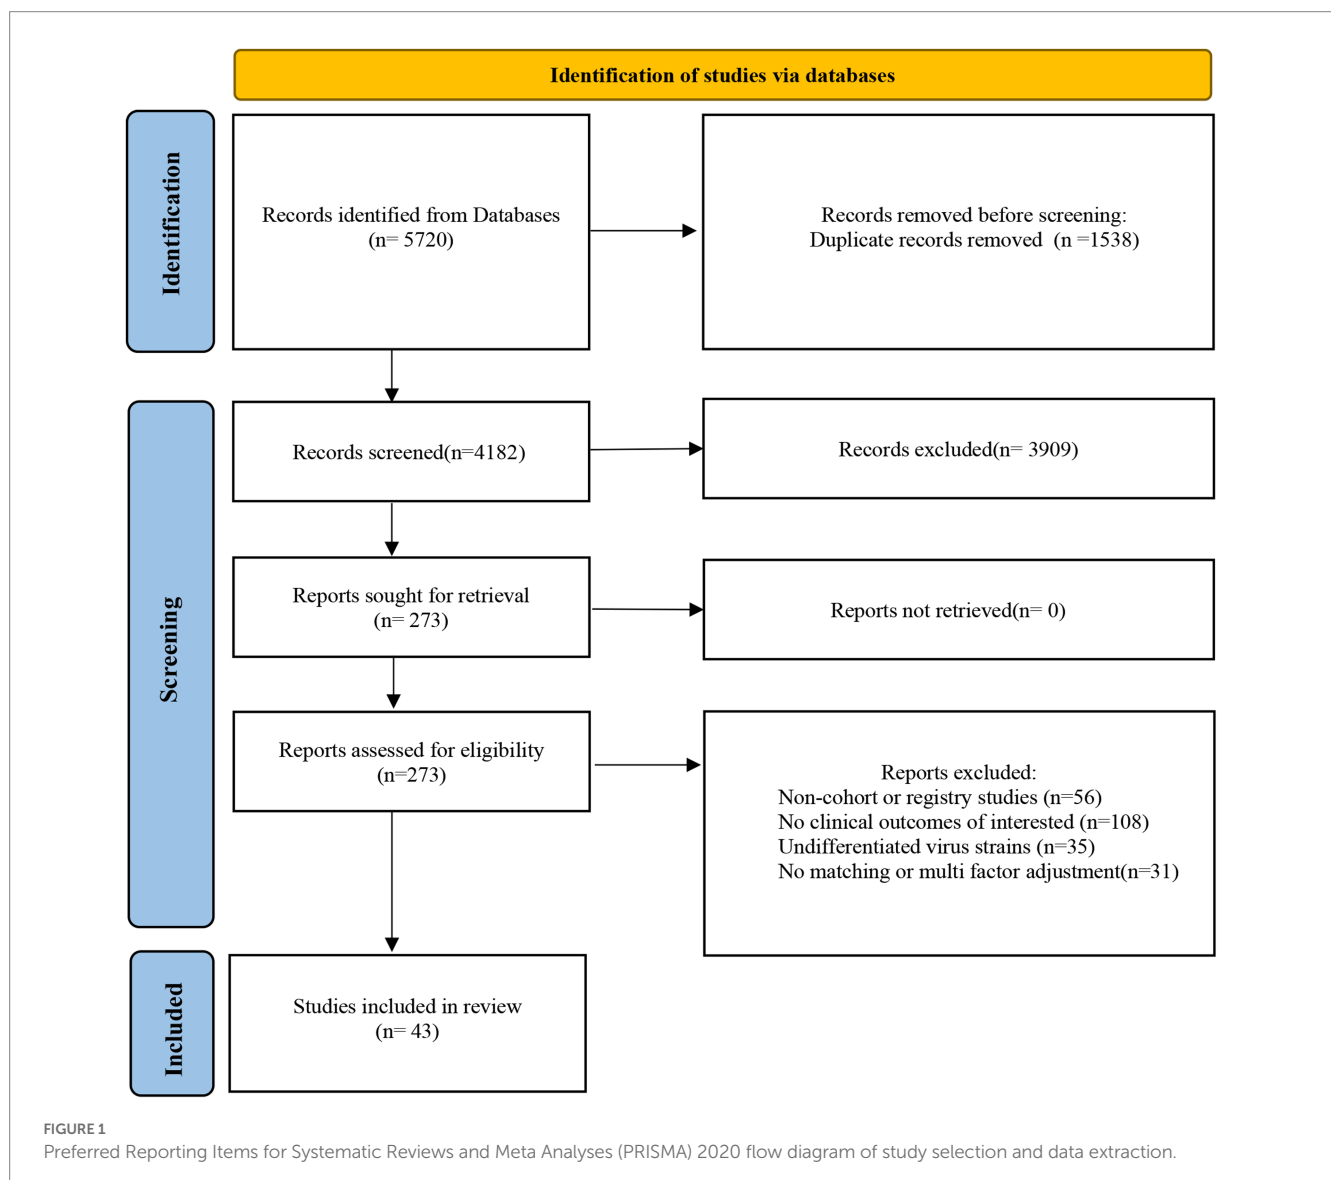 Identification of studies via databases
Identification
Records identified from Databases
(n= 5720)
Records removed before screening:
Duplicate records removed (n =1538)
Screening
Records screened(n=4182)
Records excluded(n= 3909)
Reports sought for retrieval
(n= 273)
Reports not retrieved(n= 0)
Reports assessed for eligibility
(n=273)
Reports excluded:
Non-cohort or registry studies (n=56)
No clinical outcomes of interested (n=108)
Undifferentiated virus strains (n=35)
No matching or multi factor adjustment(n=31)
Included
Studies included in review
(n= 43)
FIGURE 1
Preferred Reporting Items for Systematic Reviews and Meta Analyses (PRISMA) 2020 flow diagram of study selection and data extraction.